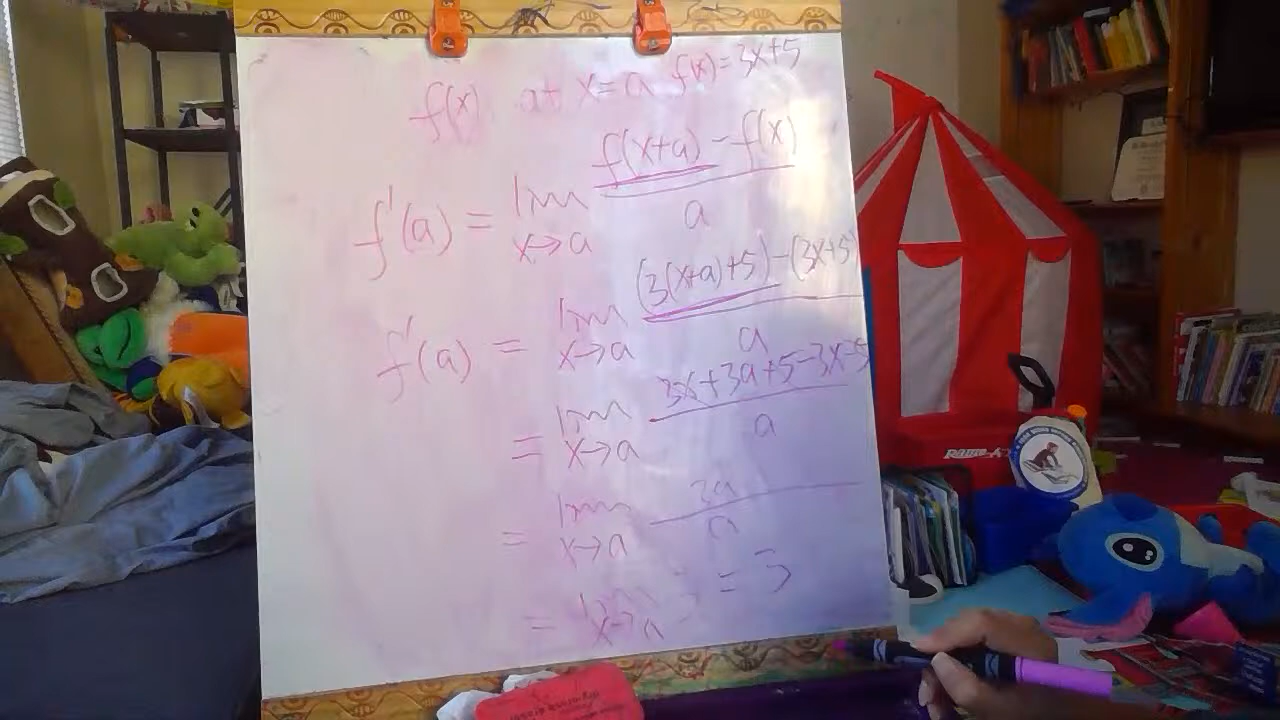 f(x) at x=a f(x)=3x+5
f'(a) = lim x→a (f(x+a) - f(x))/a
f'(a) = lim x→a ((3(x+a)+5) - (3x+5))/a
= lim x→a (3x+3a+5-3x-5)/a
= lim x→a 3a/a
= lim x→a 3 = 3